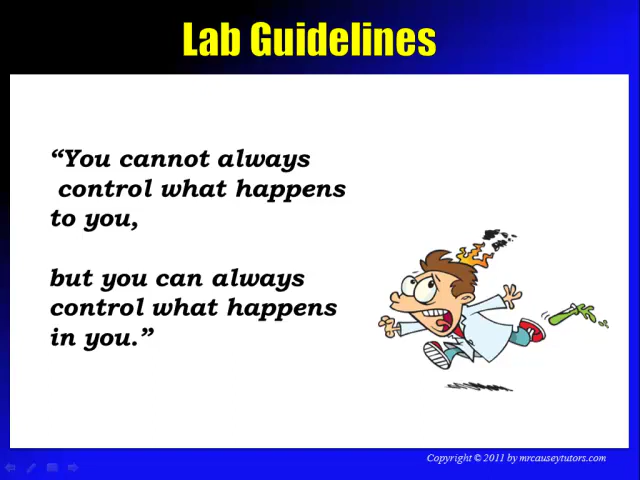 Lab Guidelines
“You cannot always
control what happens
to you,
but you can always
control what happens
in you.”
Copyright © 2011 by mrcauseytutors.com